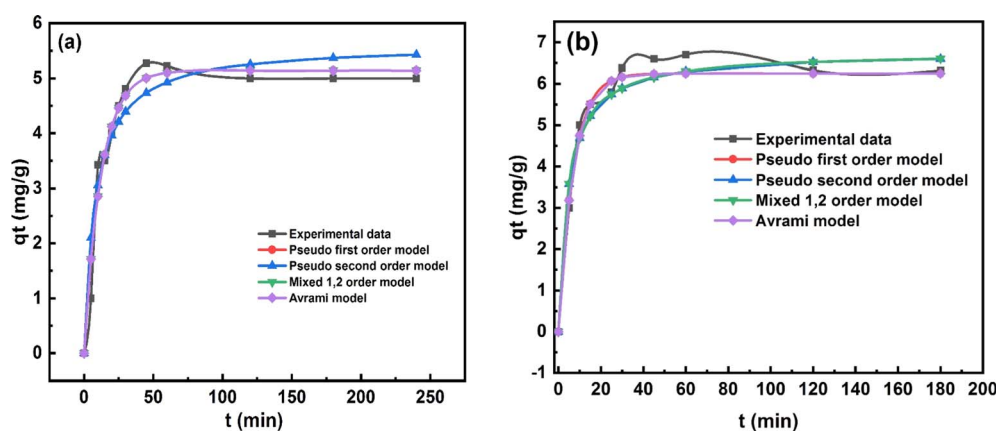 (a)
qt (mg/g)
6
5
4
3
2
1
0
Experimental data
Pseudo first order model
Pseudo second order model
Mixed 1,2 order model
Avrami model
0 50 100 150 200 250
t (min)
(b)
qt (mg/g)
8
7
6
5
4
3
2
1
0
-1
Experimental data
Pseudo first order model
Pseudo second order model
Mixed 1,2 order model
Avrami model
0 20 40 60 80 100 120 140 160 180 200
t (min)